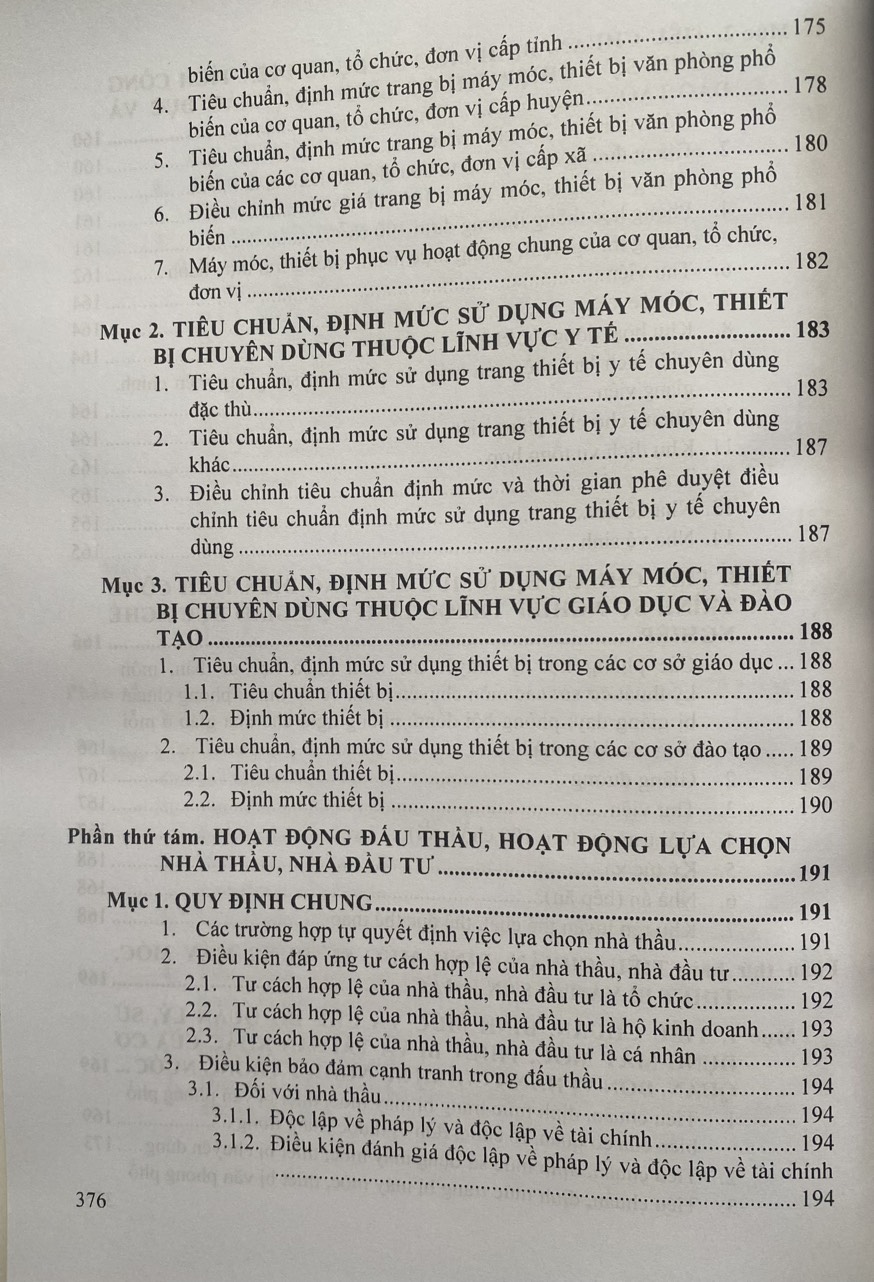 biến của cơ quan, tổ chức, đơn vị cấp tỉnh ........................ 175
4. Tiêu chuẩn, định mức trang bị máy móc, thiết bị văn phòng phổ
biến của cơ quan, tổ chức, đơn vị cấp huyện........................ 178
5. Tiêu chuẩn, định mức trang bị máy móc, thiết bị văn phòng phổ
biến của các cơ quan, tổ chức, đơn vị cấp xã ........................ 180
6. Điều chỉnh mức giá trang bị máy móc, thiết bị văn phòng phổ
biến ........................ 181
7. Máy móc, thiết bị phục vụ hoạt động chung của cơ quan, tổ chức,
đơn vị ........................ 182
Mục 2. TIÊU CHUẨN, ĐỊNH MỨC SỬ DỤNG MÁY MÓC, THIẾT
BỊ CHUYÊN DÙNG THUỘC LĨNH VỰC Y TẾ ........................ 183
1. Tiêu chuẩn, định mức sử dụng trang thiết bị y tế chuyên dùng
đặc thù........................ 183
2. Tiêu chuẩn, định mức sử dụng trang thiết bị y tế chuyên dùng
khác........................ 187
3. Điều chỉnh tiêu chuẩn định mức và thời gian phê duyệt điều
chỉnh tiêu chuẩn định mức sử dụng trang thiết bị y tế chuyên
dùng ........................ 187
Mục 3. TIÊU CHUẨN, ĐỊNH MỨC SỬ DỤNG MÁY MÓC, THIẾT
BỊ CHUYÊN DÙNG THUỘC LĨNH VỰC GIÁO DỤC VÀ ĐÀO
TẠO ........................ 188
1. Tiêu chuẩn, định mức sử dụng thiết bị trong các cơ sở giáo dục ... 188
1.1. Tiêu chuẩn thiết bị........................ 188
1.2. Định mức thiết bị ........................ 188
2. Tiêu chuẩn, định mức sử dụng thiết bị trong các cơ sở đào tạo ..... 189
2.1. Tiêu chuẩn thiết bị........................ 189
2.2. Định mức thiết bị ........................ 190
Phần thứ tám. HOẠT ĐỘNG ĐẤU THẦU, HOẠT ĐỘNG LỰA CHỌN
NHÀ THẦU, NHÀ ĐẦU TƯ ........................ 191
Mục 1. QUY ĐỊNH CHUNG........................ 191
1. Các trường hợp tự quyết định việc lựa chọn nhà thầu.................... 191
2. Điều kiện đáp ứng tư cách hợp lệ của nhà thầu, nhà đầu tư........... 192
2.1. Tư cách hợp lệ của nhà thầu, nhà đầu tư là tổ chức................. 192
2.2. Tư cách hợp lệ của nhà thầu, nhà đầu tư là hộ kinh doanh...... 193
2.3. Tư cách hợp lệ của nhà thầu, nhà đầu tư là cá nhân ................ 193
3. Điều kiện bảo đảm cạnh tranh trong đấu thầu ........................ 194
3.1. Đối với nhà thầu........................ 194
3.1.1. Độc lập về pháp lý và độc lập về tài chính........................ 194
3.1.2. Điều kiện đánh giá độc lập về pháp lý và độc lập về tài chính
........................ 194
376